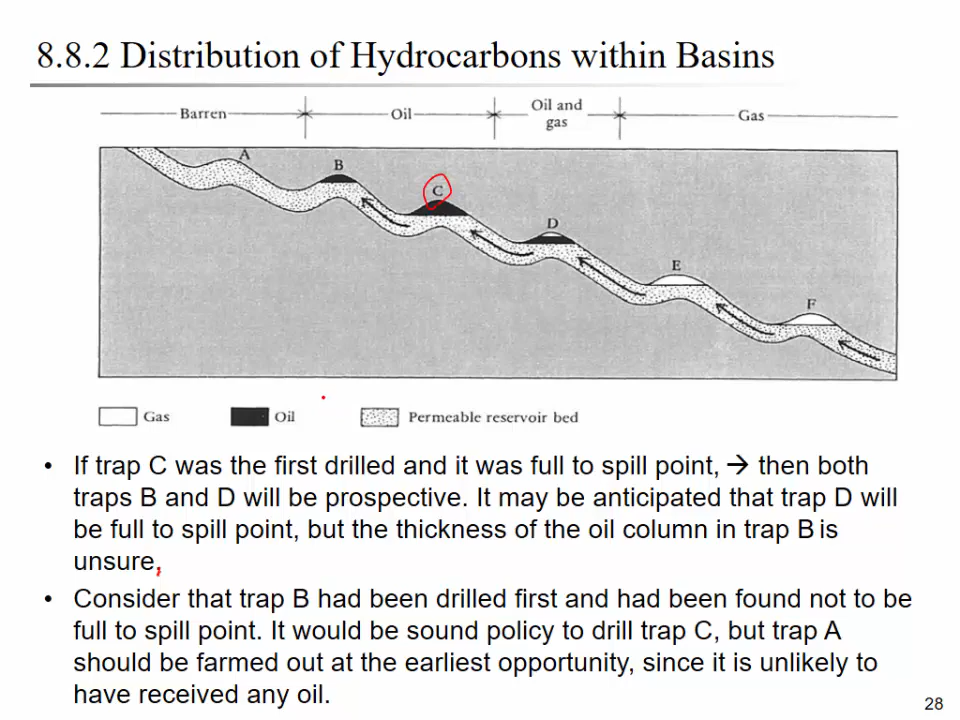 8.8.2 Distribution of Hydrocarbons within Basins
Barren Oil Oil and gas Gas
A
B
C
D
E
F
Gas Oil Permeable reservoir bed
• If trap C was the first drilled and it was full to spill point, → then both
traps B and D will be prospective. It may be anticipated that trap D will
be full to spill point, but the thickness of the oil column in trap B is
unsure,
• Consider that trap B had been drilled first and had been found not to be
full to spill point. It would be sound policy to drill trap C, but trap A
should be farmed out at the earliest opportunity, since it is unlikely to
have received any oil.
28